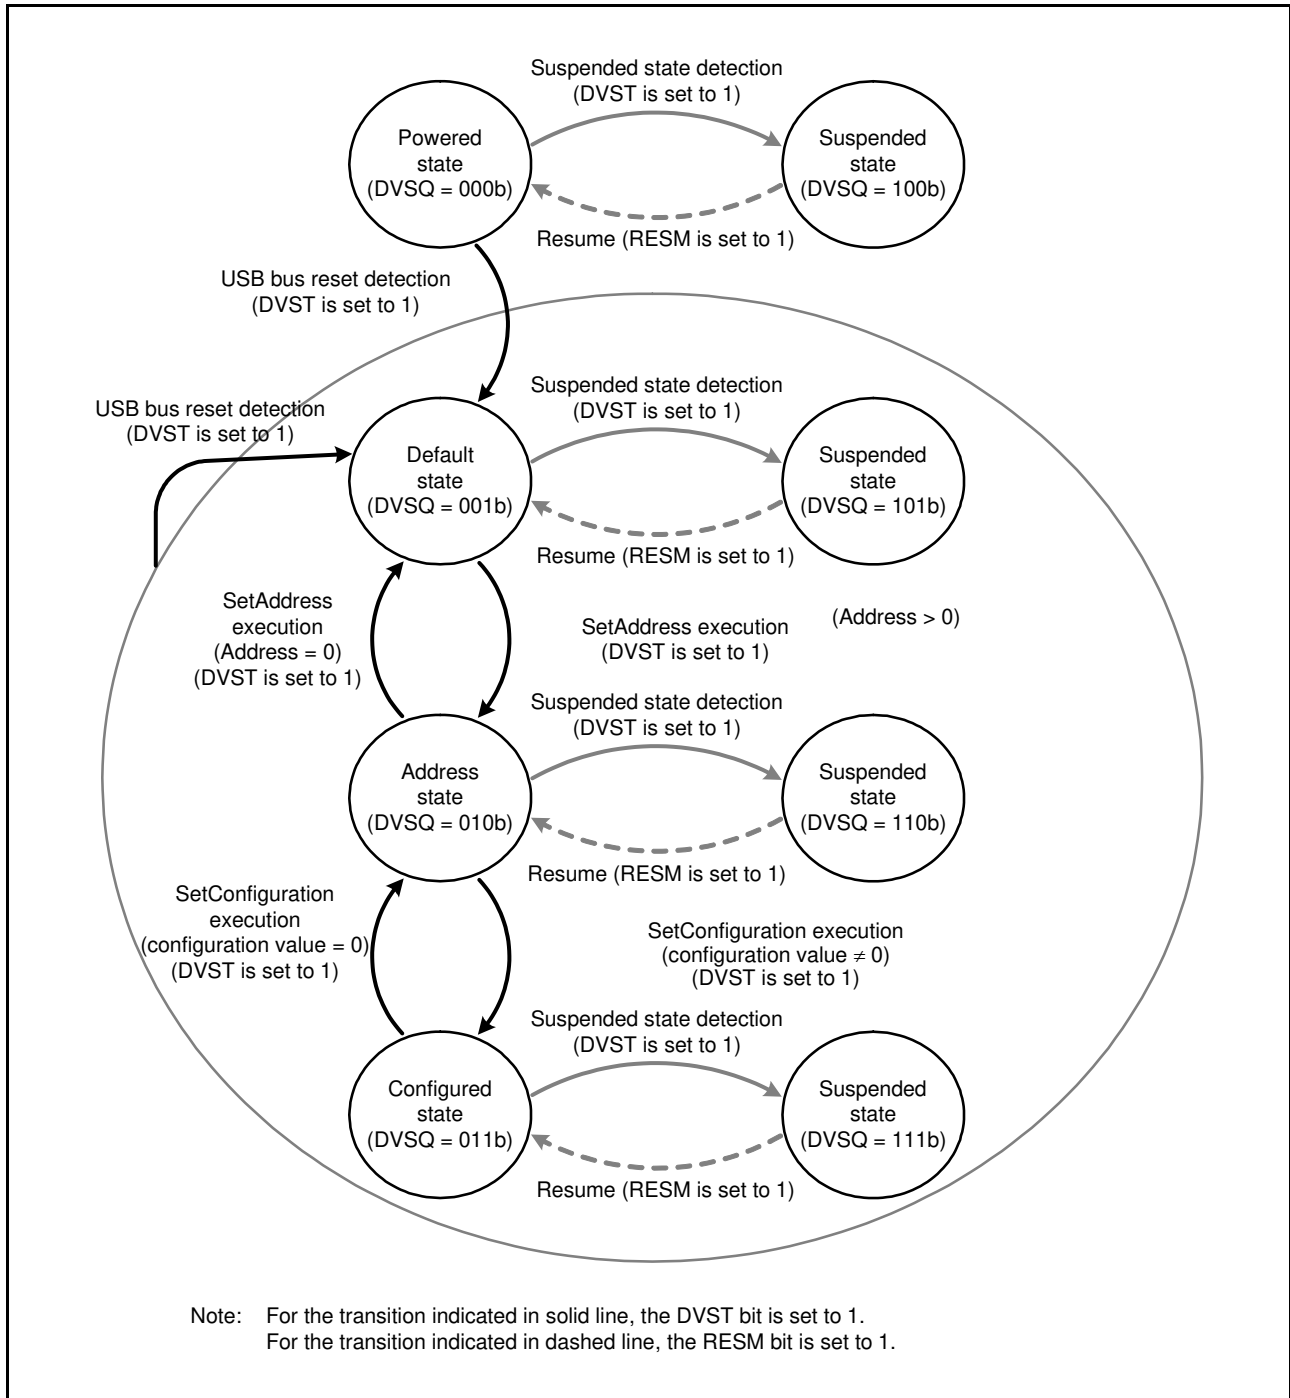 Suspended state detection
(DVST is set to 1)
Powered
state
(DVSQ = 000b)
Suspended
state
(DVSQ = 100b)
Resume (RESM is set to 1)
USB bus reset detection
(DVST is set to 1)
Suspended state detection
(DVST is set to 1)
USB bus reset detection
(DVST is set to 1)
Default
state
(DVSQ = 001b)
Suspended
state
(DVSQ = 101b)
Resume (RESM is set to 1)
SetAddress
execution
(Address = 0)
(DVST is set to 1)
SetAddress execution
(DVST is set to 1)
(Address > 0)
Suspended state detection
(DVST is set to 1)
Address
state
(DVSQ = 010b)
Suspended
state
(DVSQ = 110b)
Resume (RESM is set to 1)
SetConfiguration
execution
(configuration value = 0)
(DVST is set to 1)
SetConfiguration execution
(configuration value ≠ 0)
(DVST is set to 1)
Suspended state detection
(DVST is set to 1)
Configured
state
(DVSQ = 011b)
Suspended
state
(DVSQ = 111b)
Resume (RESM is set to 1)
Note: For the transition indicated in solid line, the DVST bit is set to 1.
For the transition indicated in dashed line, the RESM bit is set to 1.